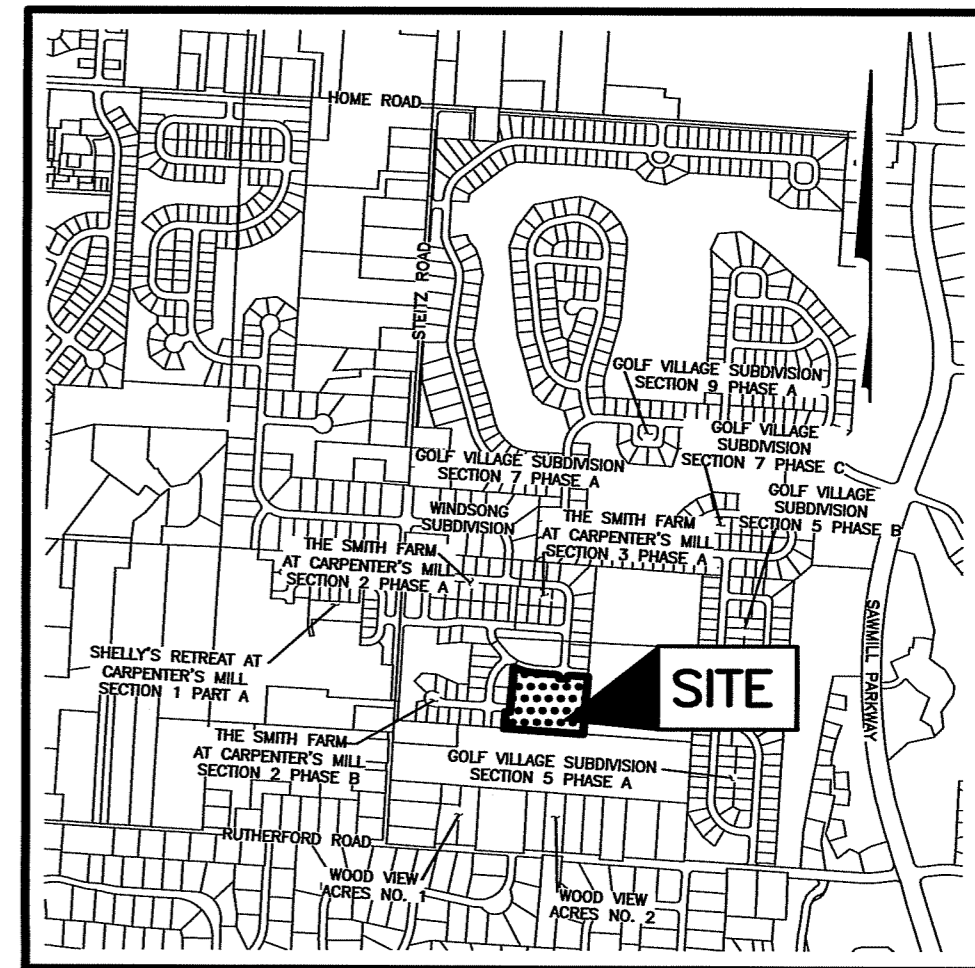 HOME ROAD
STEITZ ROAD
GOLF VILLAGE SUBDIVISION
SECTION 9 PHASE A
GOLF VILLAGE
SUBDIVISION
SECTION 7 PHASE C
GOLF VILLAGE SUBDIVISION
SECTION 7 PHASE A
GOLF VILLAGE
SUBDIVISION
SECTION 5 PHASE B
WINDSONG
SUBDIVISION
THE SMITH FARM
AT CARPENTER'S MILL
SECTION 3 PHASE A
THE SMITH FARM
AT CARPENTER'S MILL
SECTION 2 PHASE A
SAWMILL PARKWAY
SHELLY'S RETREAT AT
CARPENTER'S MILL
SECTION 1 PART A
SITE
THE SMITH FARM
AT CARPENTER'S MILL
SECTION 2 PHASE B
GOLF VILLAGE SUBDIVISION
SECTION 5 PHASE A
RUTHERFORD ROAD
WOOD VIEW
ACRES NO. 1
WOOD VIEW
ACRES NO. 2